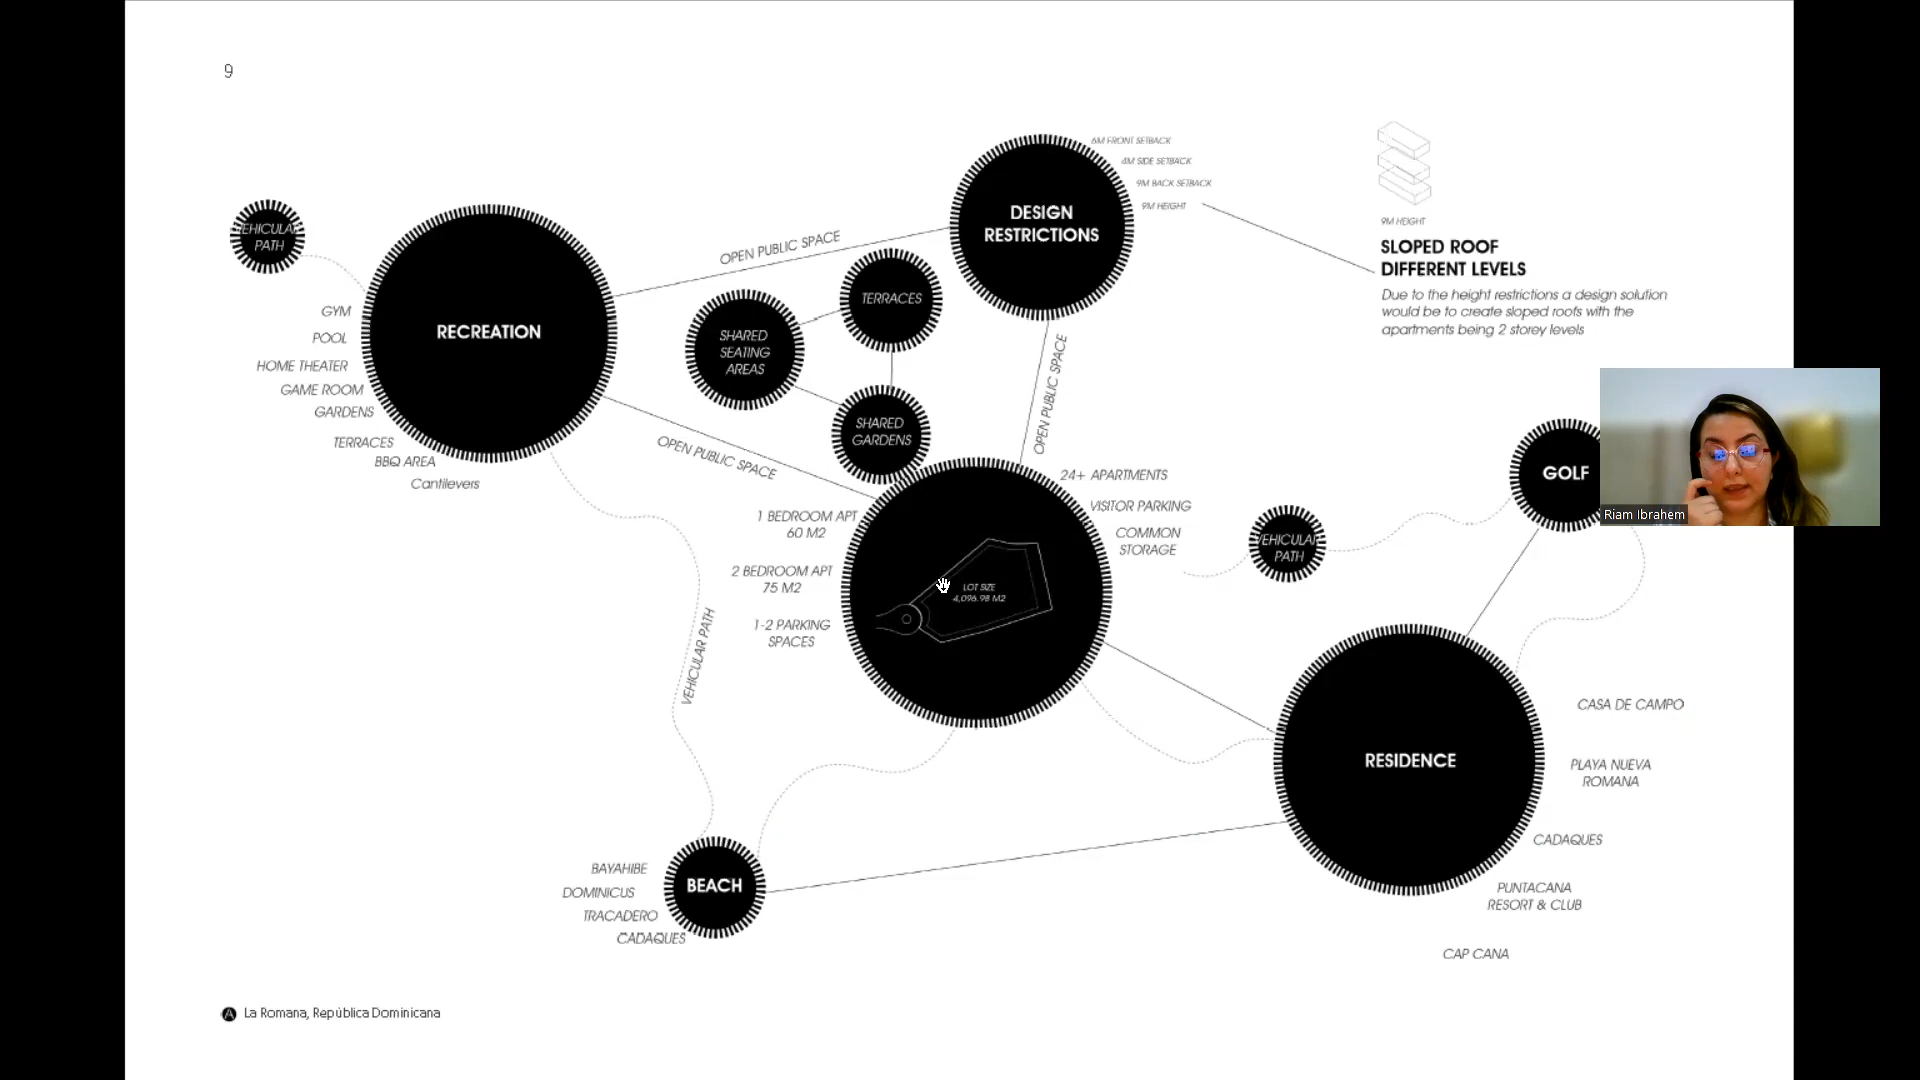 9
6M FRONT SETBACK
4M SIDE SETBACK
9M BACK SETBACK
9M HEIGHT
DESIGN
RESTRICTIONS
9M HEIGHT
SLOPED ROOF
DIFFERENT LEVELS
Due to the height restrictions a design solution
would be to create sloped roofs with the
apartments being 2 storey levels
VEHICULAR
PATH
RECREATION
GYM
POOL
HOME THEATER
GAME ROOM
GARDENS
TERRACES
BBQ AREA
Cantilevers
OPEN PUBLIC SPACE
TERRACES
SHARED
SEATING
AREAS
SHARED
GARDENS
OPEN PUBLIC SPACE
OPEN PUBLIC SPACE
24+ APARTMENTS
VISITOR PARKING
COMMON
STORAGE
1 BEDROOM APT
60 M2
2 BEDROOM APT
75 M2
1-2 PARKING
SPACES
LOT SIZE
4,096.98 M2
VEHICULAR
PATH
GOLF
Riam Ibrahem
VEHICULAR PATH
RESIDENCE
CASA DE CAMPO
PLAYA NUEVA
ROMANA
CADAQUES
PUNTACANA
RESORT & CLUB
CAP CANA
BEACH
BAYAHIBE
DOMINICUS
TRACADERO
CADAQUES
A La Romana, República Dominicana